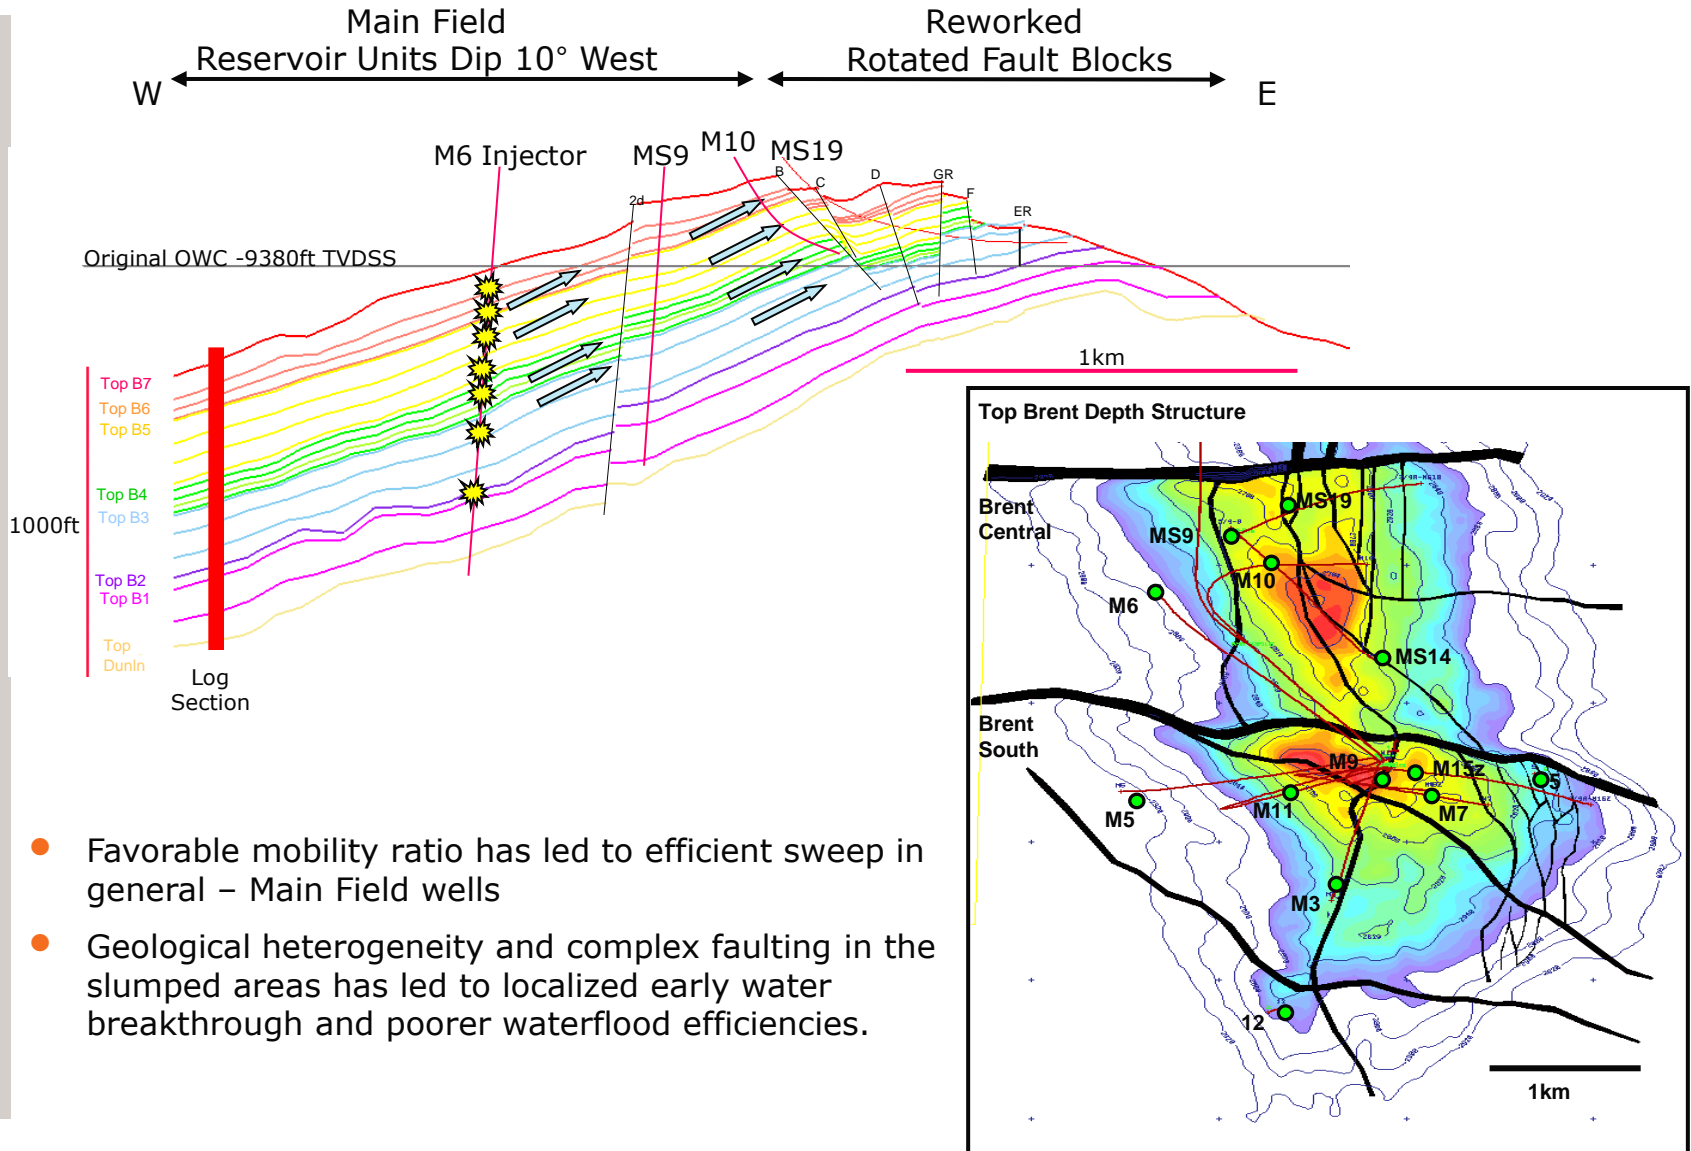 Main Field
Reservoir Units Dip 10° West
Reworked
Rotated Fault Blocks
W
E
M6 Injector
MS9
M10
MS19
2d
B
C
D
GR
F
ER
Original OWC -9380ft TVDSS
1km
Top B7
Top B6
Top B5
Top B4
Top B3
Top B2
Top B1
Top
Dunln
1000ft
Log
Section
Top Brent Depth Structure
Brent
Central
MS19
MS9
M10
M6
MS14
Brent
South
M9
M15z
5
M11
M7
M5
M3
12
1km
• Favorable mobility ratio has led to efficient sweep in
general – Main Field wells
• Geological heterogeneity and complex faulting in the
slumped areas has led to localized early water
breakthrough and poorer waterflood efficiencies.